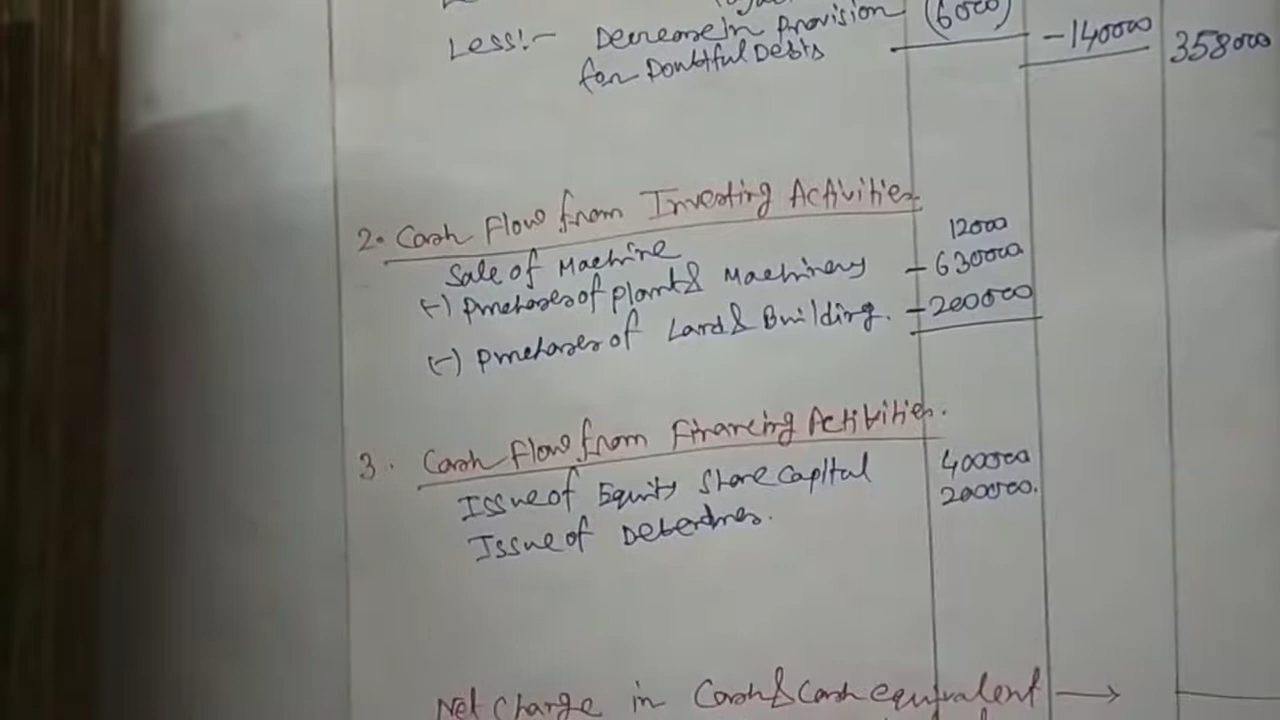 (6000)
Less:- Decrease In Provision -140000 358000
for Doubtful Debts
2. Cash Flow from Investing Activities
Sale of Machine 12000
(-) Purchases of plant & Machinery - 630000
(-) Purchases of Land & Building. - 200000
3. Cash Flow from Financing Activities.
Issue of Equity Share Capital 400000
Issue of Debentures. 200000.
Net Change in Cash & Cash equivalent →